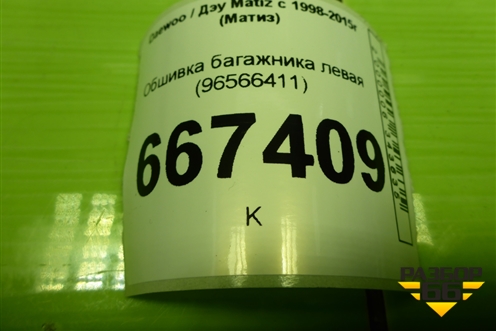 Daewoo / Дэу Matiz с 1998-2015г
(Матиз)
Обшивка багажника левая
(96566411)
667409
К
РАЗБОР
66